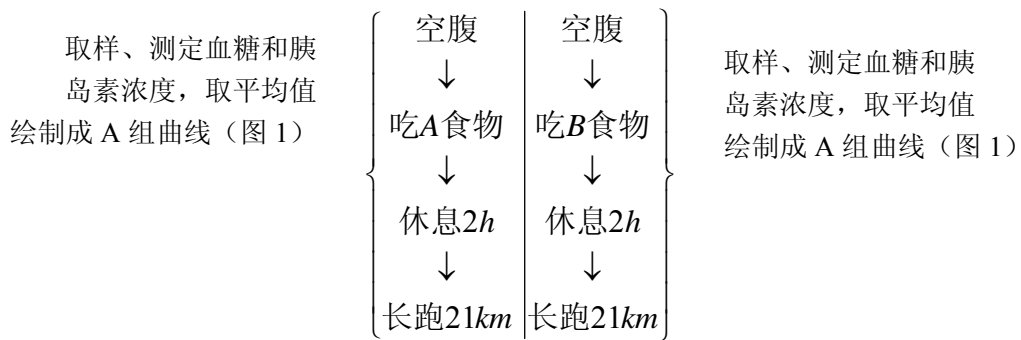 取样、测定血糖和胰
岛素浓度，取平均值
绘制成 A 组曲线（图 1）
空腹 空腹
↓ ↓
吃A食物 吃B食物
↓ ↓
休息2h 休息2h
↓ ↓
长跑21km 长跑21km
取样、测定血糖和胰
岛素浓度，取平均值
绘制成 A 组曲线（图 1）